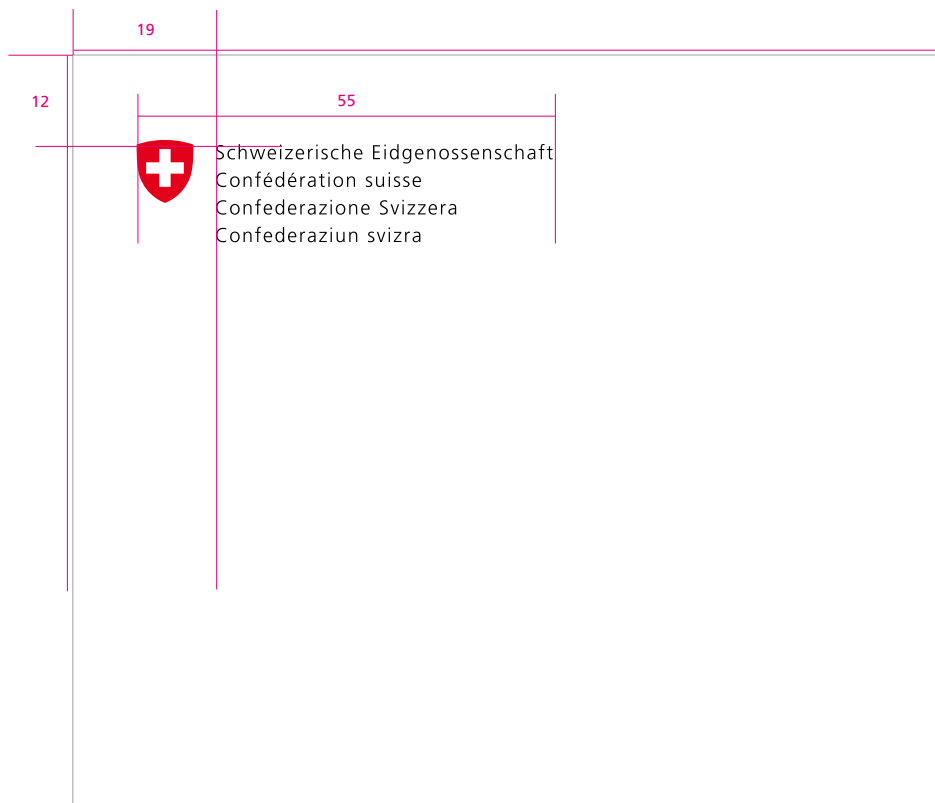 19
12
55
Schweizerische Eidgenossenschaft
Confédération suisse
Confederazione Svizzera
Confederaziun svizra